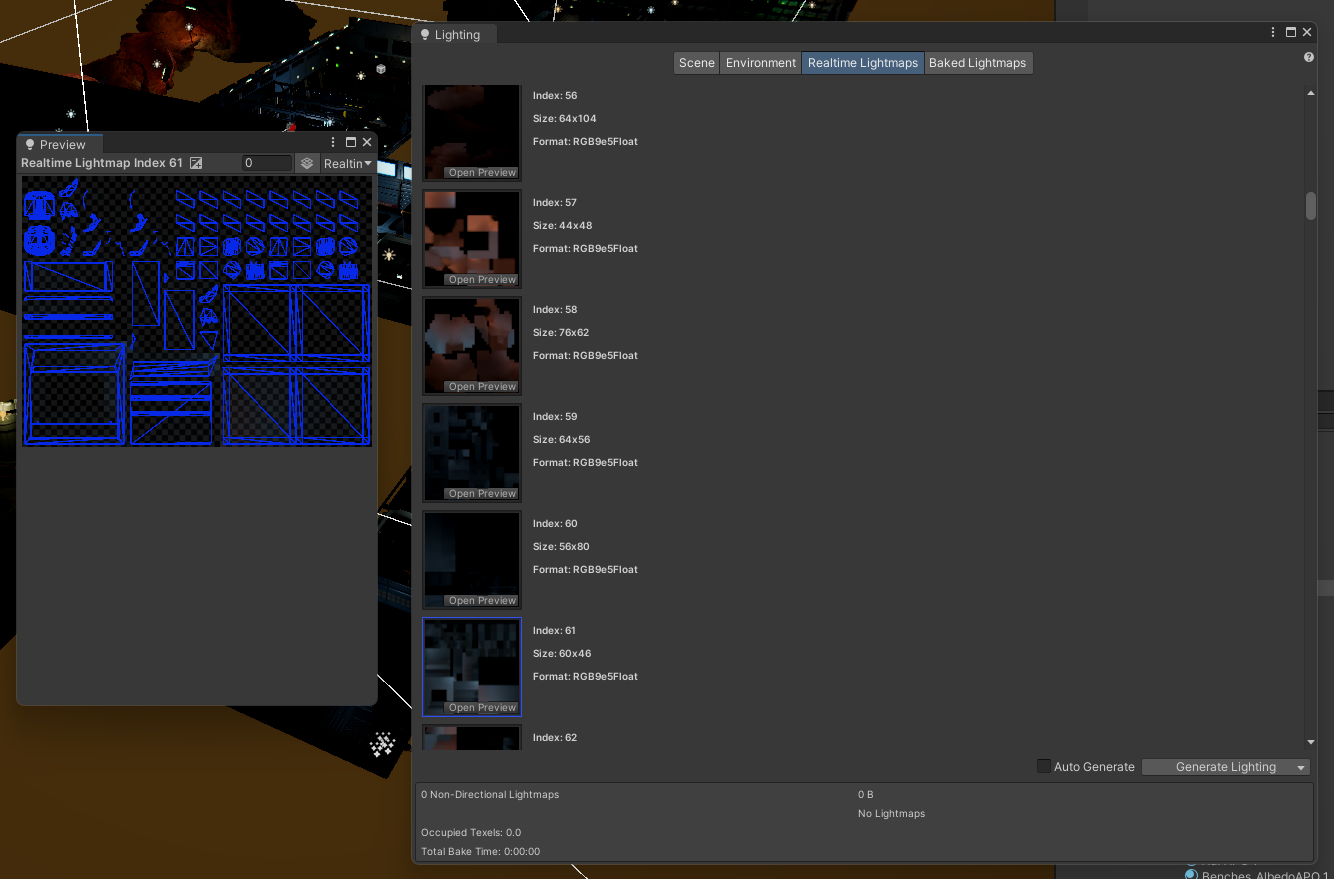 Lighting
Scene
Environment
Realtime Lightmaps
Baked Lightmaps
Index: 56
Size: 64x104
Format: RGB9e5Float
Open Preview
Index: 57
Size: 44x48
Format: RGB9e5Float
Open Preview
Index: 58
Size: 76x62
Format: RGB9e5Float
Open Preview
Index: 59
Size: 64x56
Format: RGB9e5Float
Open Preview
Index: 60
Size: 56x80
Format: RGB9e5Float
Open Preview
Index: 61
Size: 60x46
Format: RGB9e5Float
Open Preview
Index: 62
Auto Generate
Generate Lighting
0 Non-Directional Lightmaps
0 B
No Lightmaps
Occupied Texels: 0.0
Total Bake Time: 0:00:00
Preview
Realtime Lightmap Index 61
0
Realtin
Benches_AlbedoAPO 1